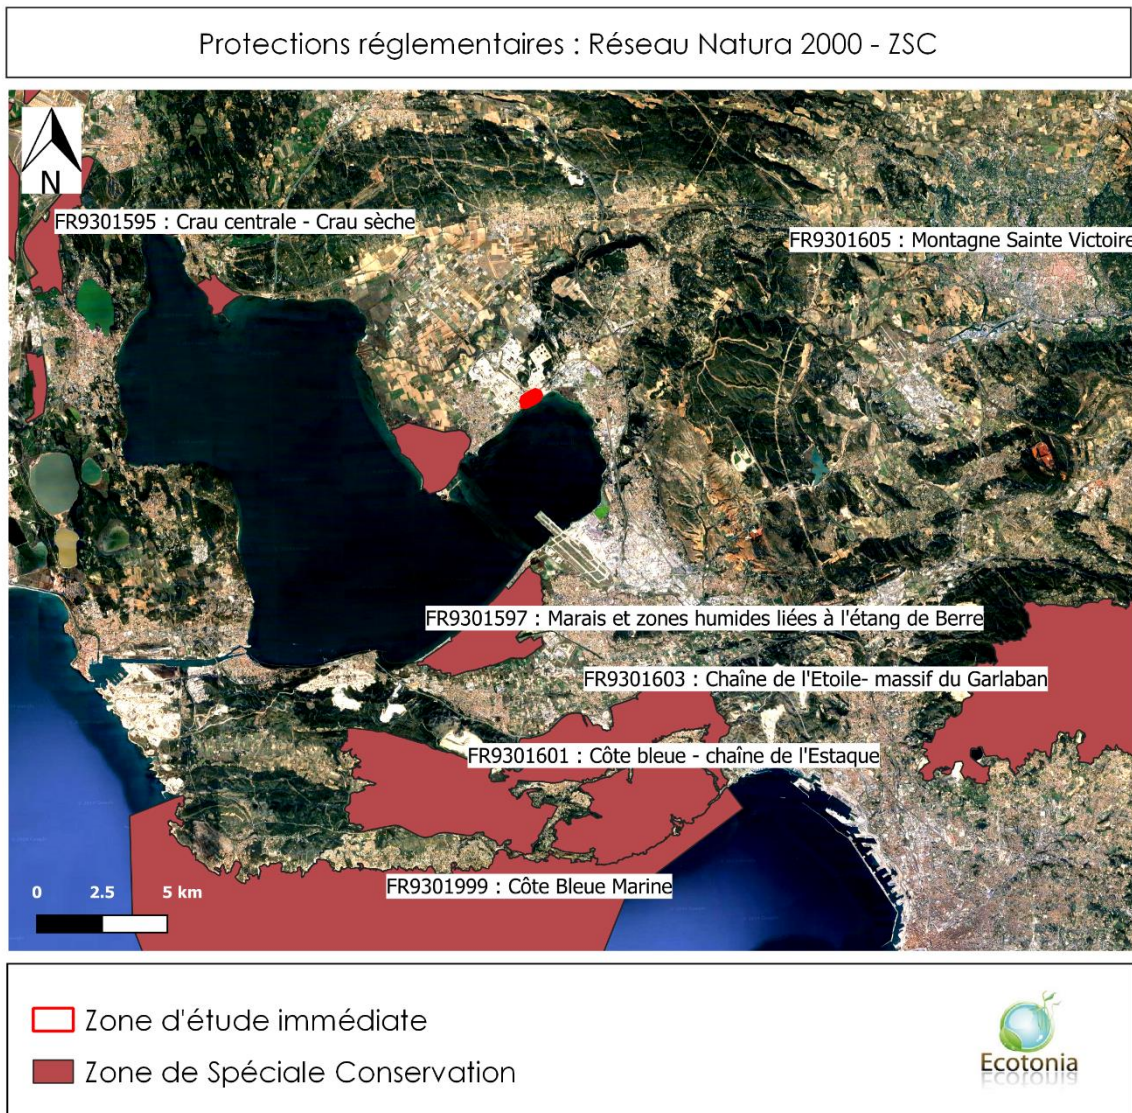 Protections réglementaires : Réseau Natura 2000 - ZSC
N
FR9301595 : Crau centrale - Crau sèche
FR9301605 : Montagne Sainte Victoire
FR9301597 : Marais et zones humides liées à l'étang de Berre
FR9301603 : Chaîne de l'Etoile- massif du Garlaban
FR9301601 : Côte bleue - chaîne de l'Estaque
FR9301999 : Côte Bleue Marine
0 2.5 5 km
Zone d'étude immédiate
Zone de Spéciale Conservation
Ecotonia